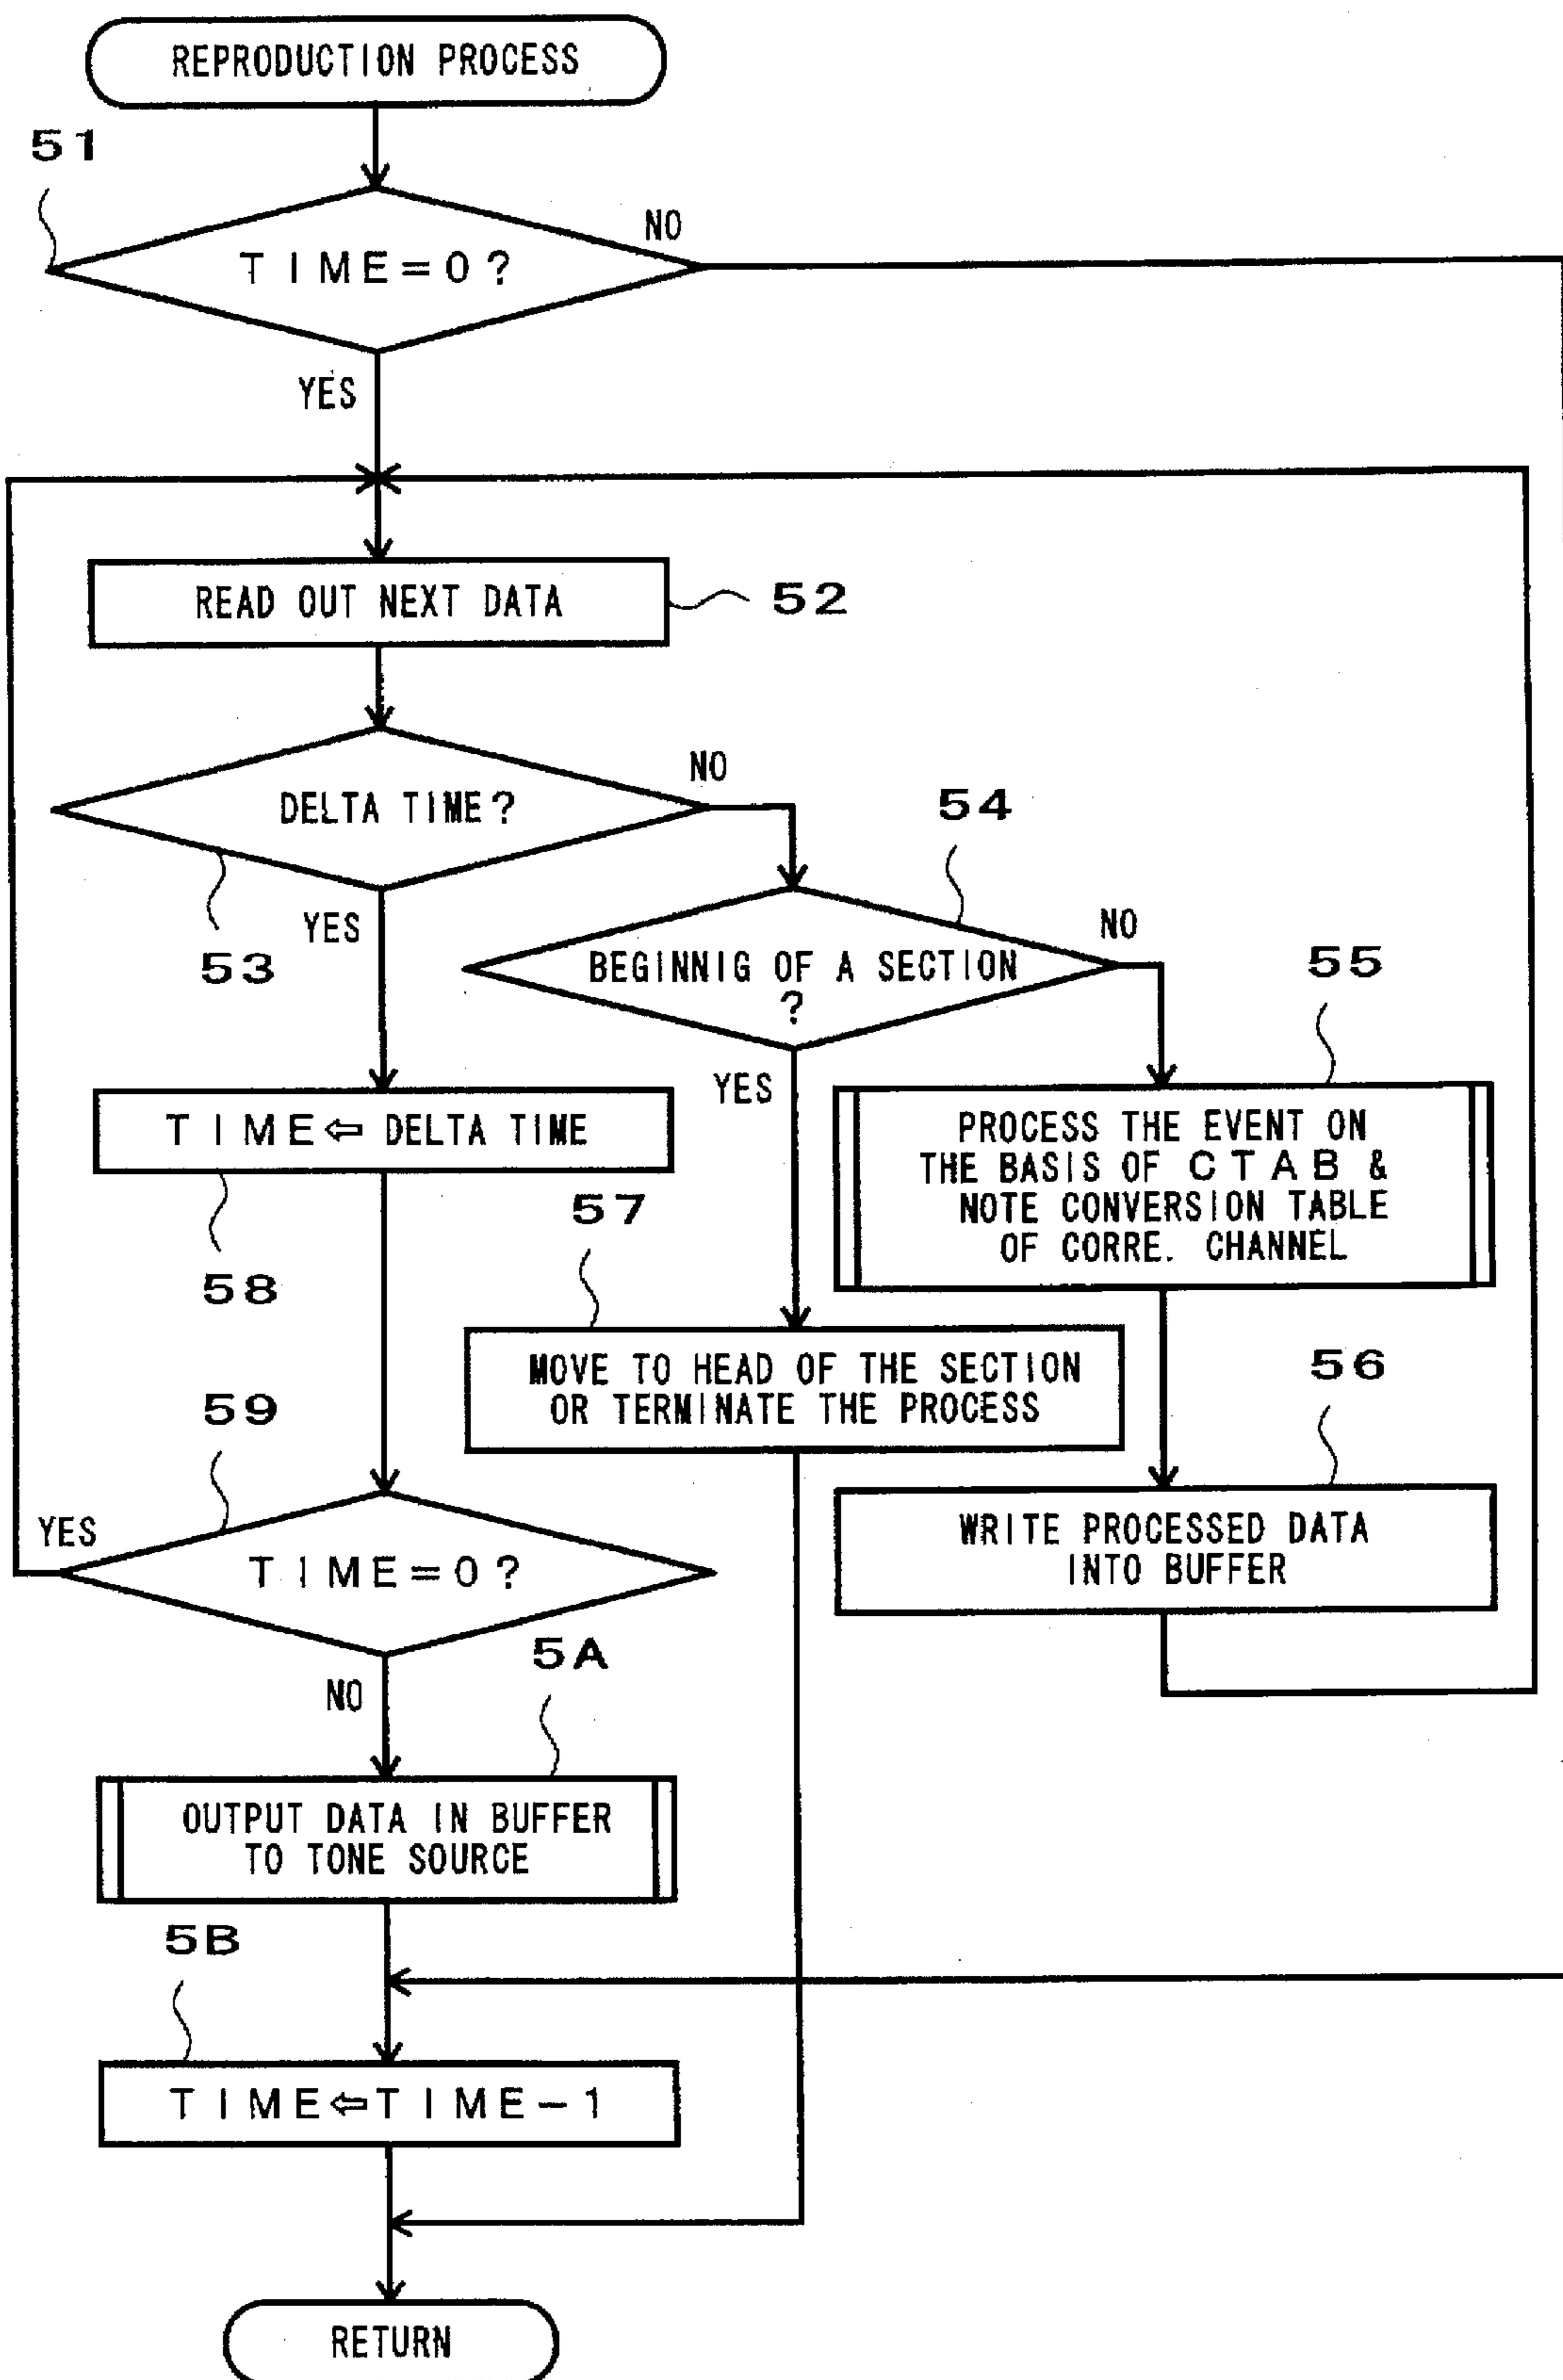 REPRODUCTION PROCESS
51
TIME=0?
NO
YES
READ OUT NEXT DATA
52
DELTA TIME?
NO
53
YES
54
BEGINNIG OF A SECTION
?
NO
YES
55
PROCESS THE EVENT ON
THE BASIS OF CTAB &
NOTE CONVERSION TABLE
OF CORRE. CHANNEL
TIME⇦ DELTA TIME
58
57
MOVE TO HEAD OF THE SECTION
OR TERMINATE THE PROCESS
56
WRITE PROCESSED DATA
INTO BUFFER
59
YES
TIME=0?
NO
5A
OUTPUT DATA IN BUFFER
TO TONE SOURCE
5B
TIME⇦TIME-1
RETURN